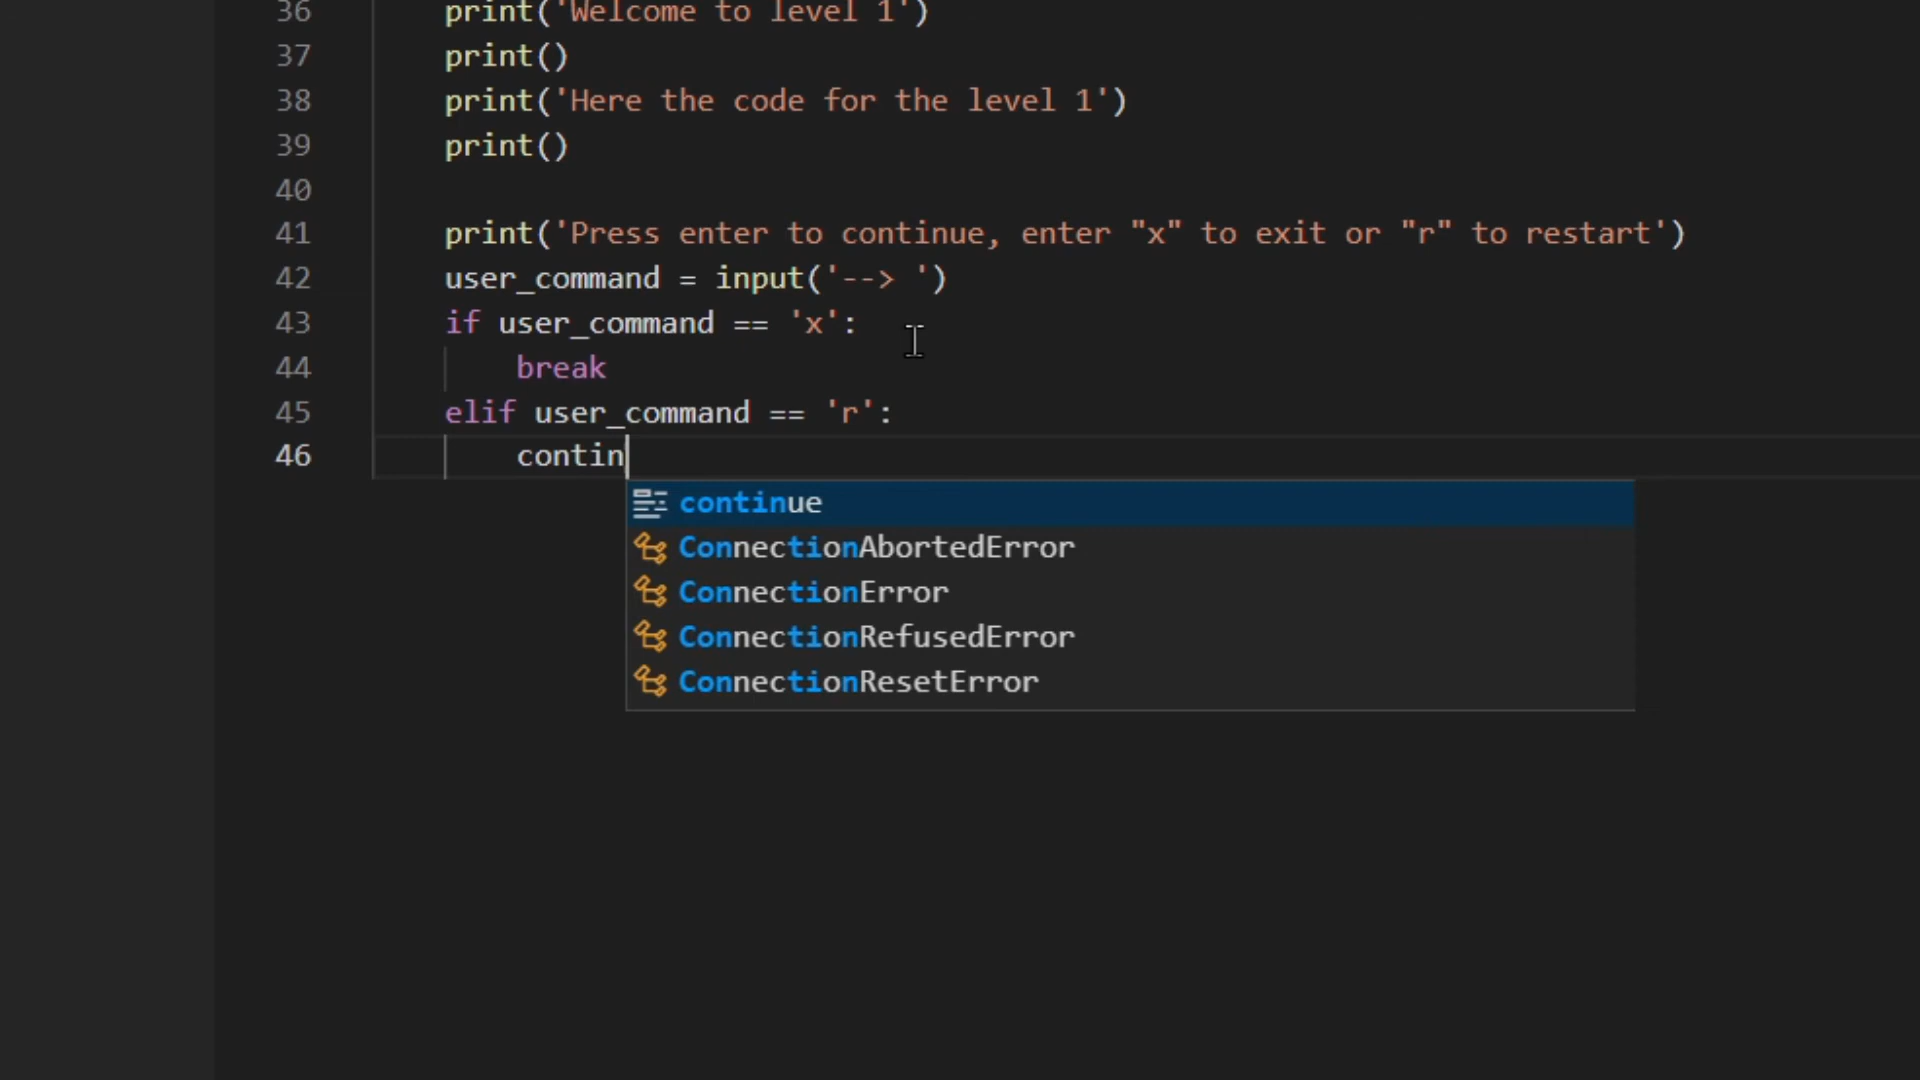 36 print('Welcome to level 1')
37 print()
38 print('Here the code for the level 1')
39 print()
40
41 print('Press enter to continue, enter "x" to exit or "r" to restart')
42 user_command = input('--> ')
43 if user_command == 'x':
44 break
45 elif user_command == 'r':
46 contin
continue
ConnectionAbortedError
ConnectionError
ConnectionRefusedError
ConnectionResetError